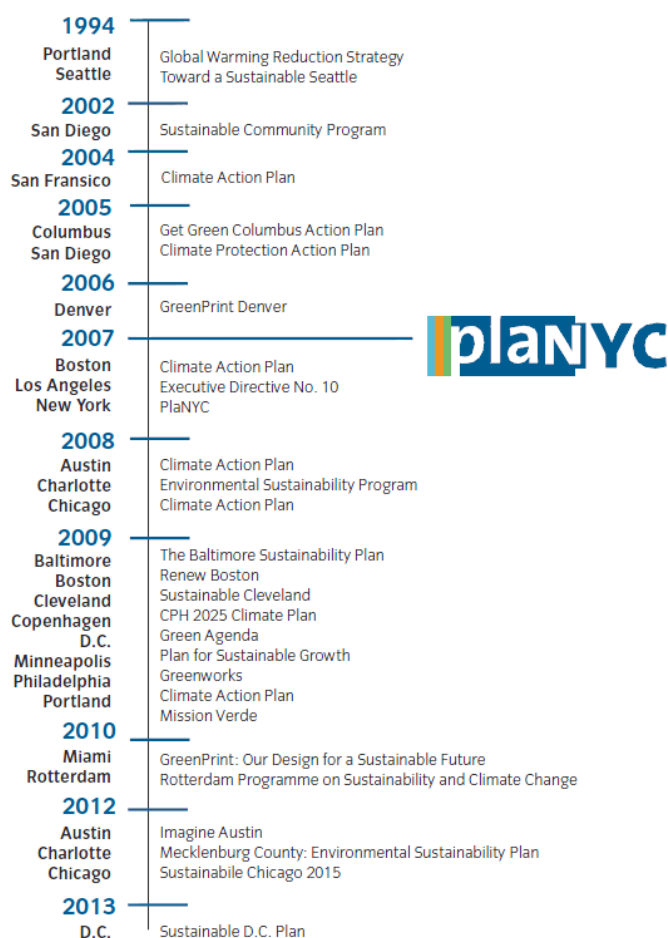 1994
Portland Global Warming Reduction Strategy
Seattle Toward a Sustainable Seattle
2002
San Diego Sustainable Community Program
2004
San Fransico Climate Action Plan
2005
Columbus Get Green Columbus Action Plan
San Diego Climate Protection Action Plan
2006
Denver GreenPrint Denver
2007
plaNYC
Boston Climate Action Plan
Los Angeles Executive Directive No. 10
New York PlaNYC
2008
Austin Climate Action Plan
Charlotte Environmental Sustainability Program
Chicago Climate Action Plan
2009
Baltimore The Baltimore Sustainability Plan
Boston Renew Boston
Cleveland Sustainable Cleveland
Copenhagen CPH 2025 Climate Plan
D.C. Green Agenda
Minneapolis Plan for Sustainable Growth
Philadelphia Greenworks
Portland Climate Action Plan
Mission Verde
2010
Miami GreenPrint: Our Design for a Sustainable Future
Rotterdam Rotterdam Programme on Sustainability and Climate Change
2012
Austin Imagine Austin
Charlotte Mecklenburg County: Environmental Sustainability Plan
Chicago Sustainabile Chicago 2015
2013
D.C. Sustainable D.C. Plan